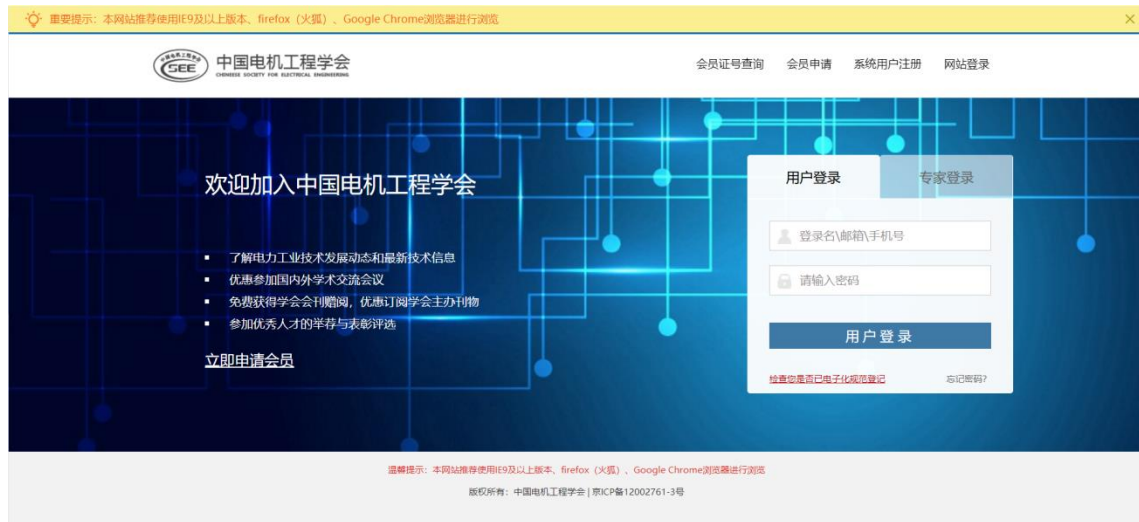 重要提示：本网站推荐使用IE9及以上版本、firefox（火狐）、Google Chrome浏览器进行浏览
SEE
中国电机工程学会
CHINESE SOCIETY FOR ELECTRICAL ENGINEERING
会员证号查询 会员申请 系统用户注册 网站登录
欢迎加入中国电机工程学会
了解电力工业技术发展动态和最新技术信息
优惠参加国内外学术交流会议
免费获得学会会刊赠阅，优惠订阅学会主办刊物
参加优秀人才的举荐与表彰评选
立即申请会员
用户登录 专家登录
登录名\邮箱\手机号
请输入密码
用户登录
检查您是否已电子化规范登记 忘记密码?
温馨提示：本网站推荐使用IE9及以上版本、firefox（火狐）、Google Chrome浏览器进行浏览
版权所有：中国电机工程学会 | 京ICP备12002761-3号